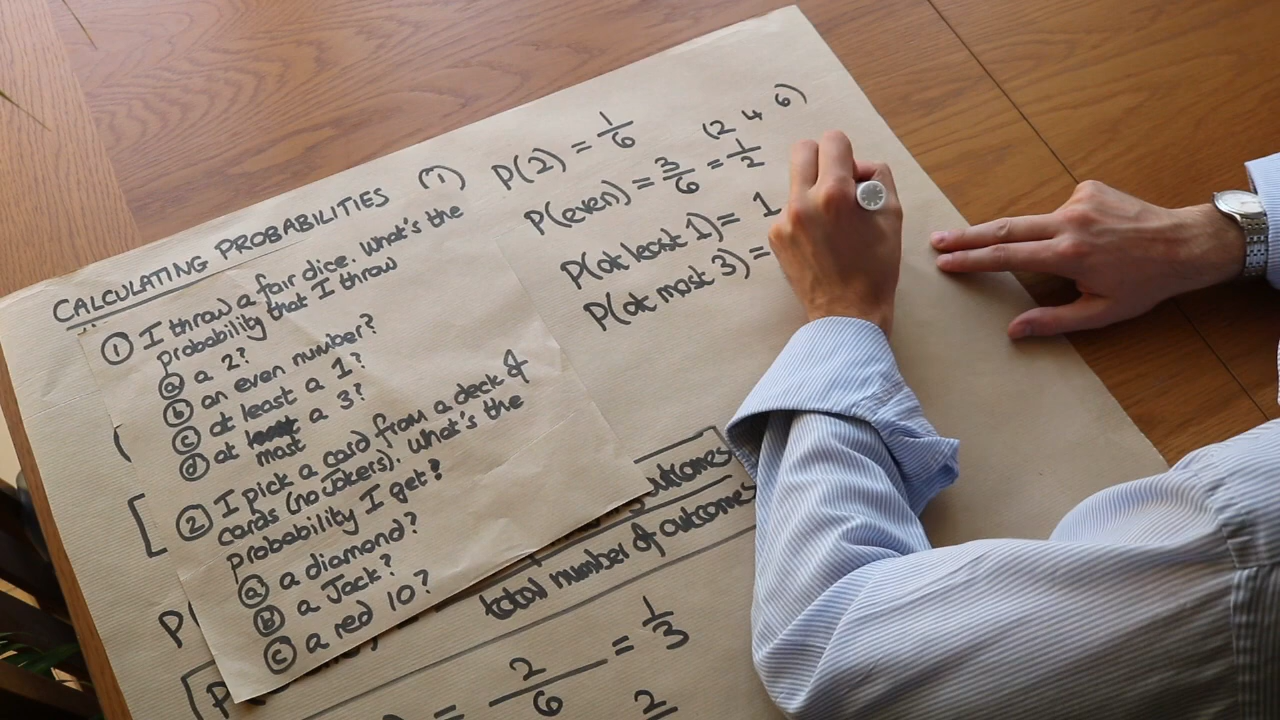 CALCULATING PROBABILITIES
① I throw a fair dice. What's the
probability that I throw
ⓐ a 2?
ⓑ an even number?
ⓒ at least a 1?
ⓓ at a 3?
most
② I pick a card from a deck of
cards (no Jokers). What's the
probability I get?
ⓐ a diamond?
ⓑ a Jack?
ⓒ a red 10?
(1) P(2) = 1/6
P(even) = 3/6 = 1/2 (2 4 6)
P(at least 1) = 1
P(at most 3) =
total number of outcomes
= 2/6 = 1/3
2